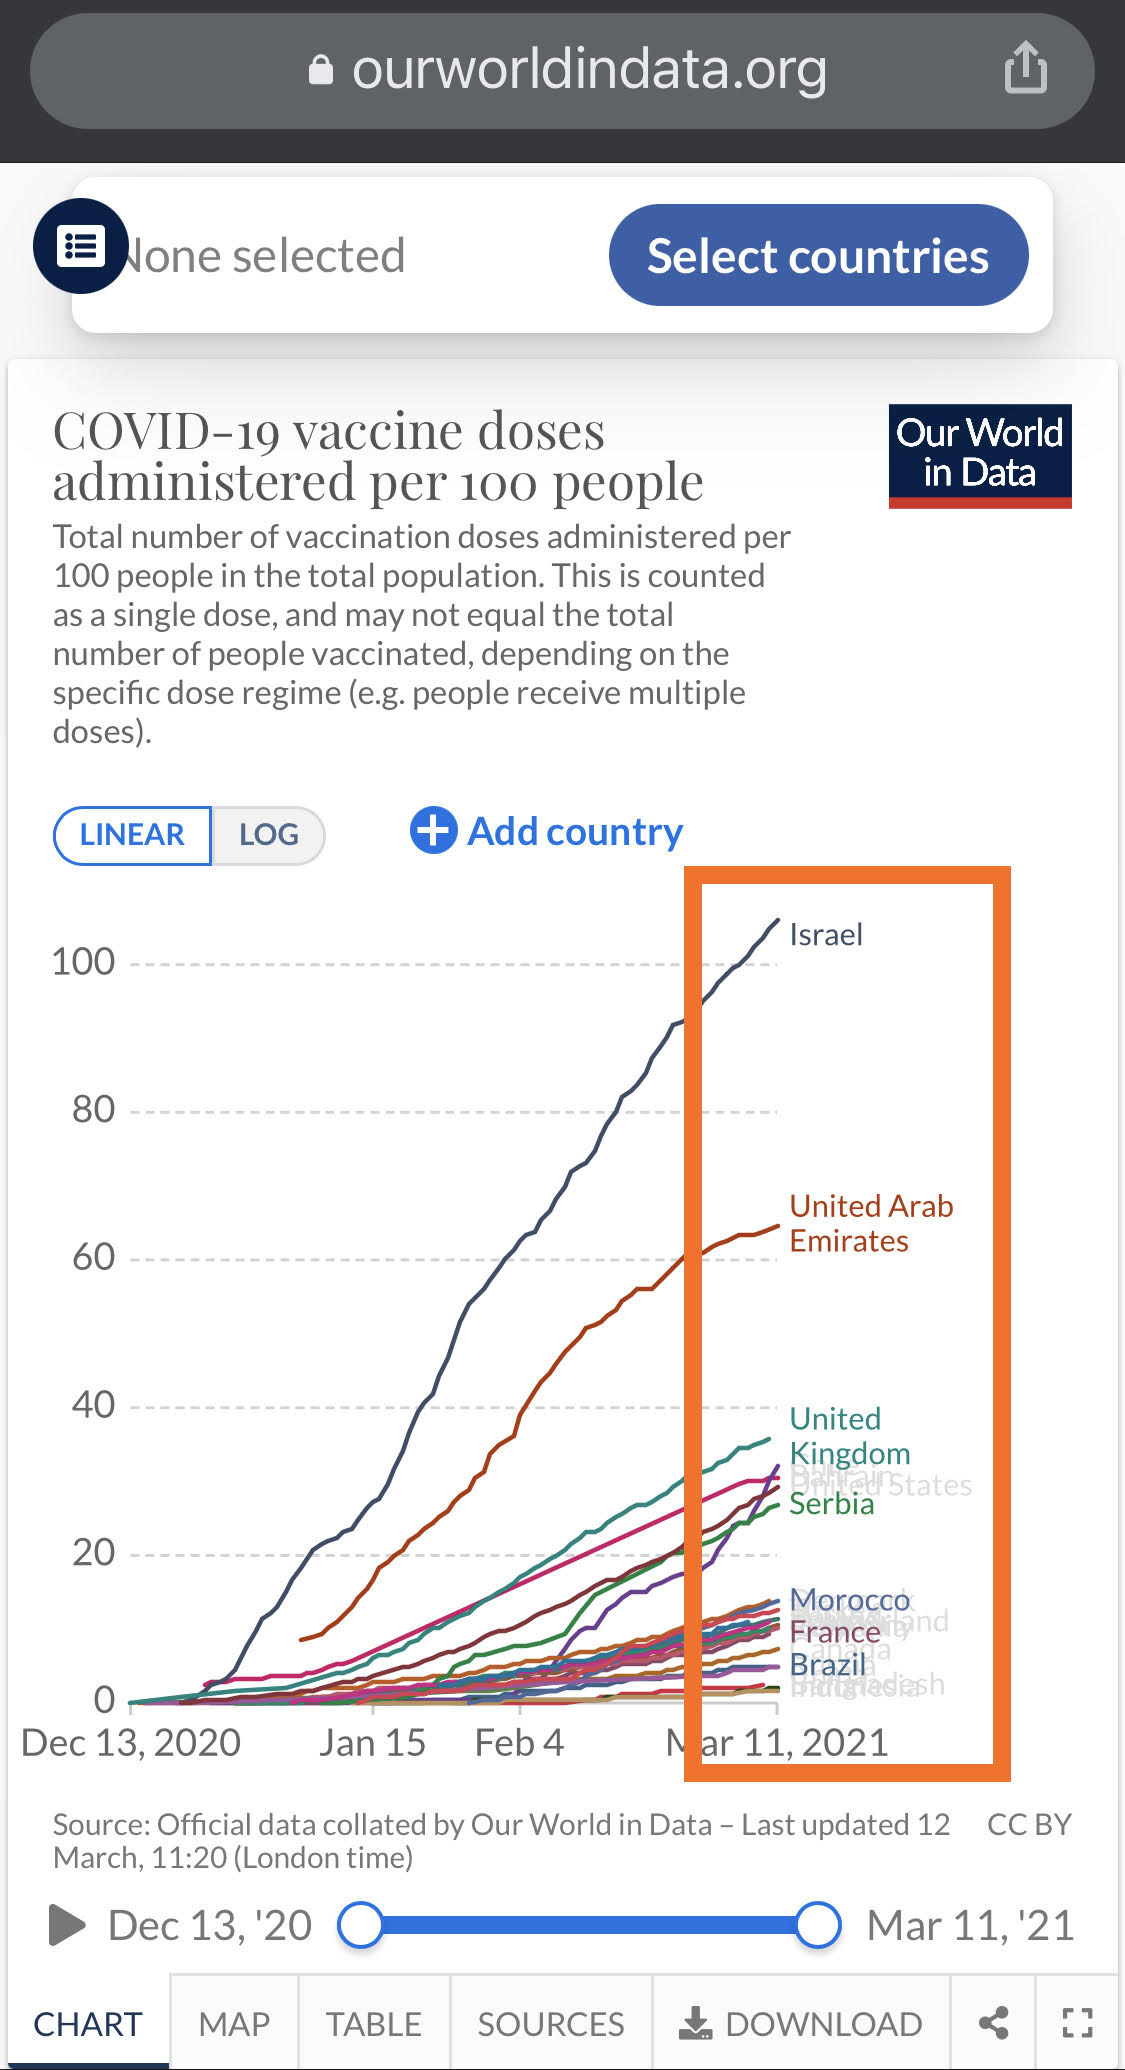 ourworldindata.org
None selected
Select countries
COVID-19 vaccine doses
administered per 100 people
Our World
in Data
Total number of vaccination doses administered per
100 people in the total population. This is counted
as a single dose, and may not equal the total
number of people vaccinated, depending on the
specific dose regime (e.g. people receive multiple
doses).
LINEAR
LOG
Add country
100
80
60
40
20
0
Israel
United Arab
Emirates
United
Kingdom
Bahrain
United States
Serbia
Morocco
France
Canada
Brazil
Bangladesh
Indonesia
Dec 13, 2020
Jan 15
Feb 4
Mar 11, 2021
Source: Official data collated by Our World in Data – Last updated 12
March, 11:20 (London time)
CC BY
Dec 13, '20
Mar 11, '21
CHART
MAP
TABLE
SOURCES
DOWNLOAD